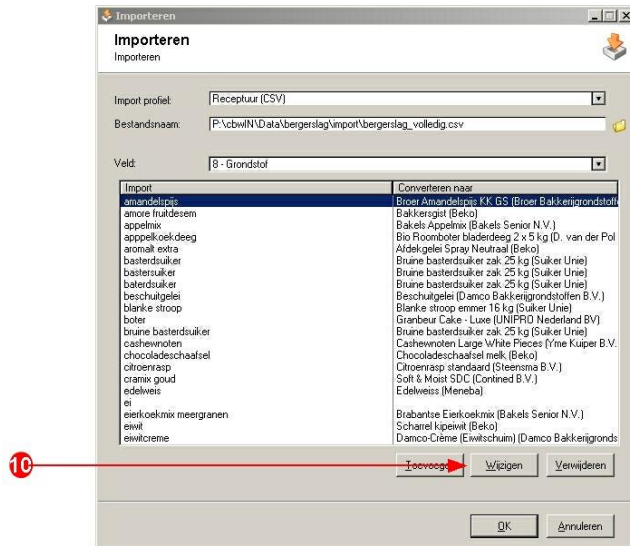 Importeren
Importeren
Importeren
Import profiel: Receptuur (CSV)
Bestandsnaam: P:\cbwIN\Data\bergerslag\import\bergerslag_volledig.csv
Veld: 8 - Grondstof
Import Converteren naar
amandelspijs Broer Amandelspijs KK GS (Broer Bakkerijgrondstoffe
amore fruitdesem Bakkersgist (Beko)
appelmix Bakels Appelmix (Bakels Senior N.V.)
apppelkoekdeeg Bio Roomboter bladerdeeg 2 x 5 kg (D. van der Pol
aromalt extra Afdekgelei Spray Neutraal (Beko)
basterdsuiker Bruine basterdsuiker zak 25 kg (Suiker Unie)
bastersuiker Bruine basterdsuiker zak 25 kg (Suiker Unie)
baterdsuiker Bruine basterdsuiker zak 25 kg (Suiker Unie)
beschuitgelei Beschuitgelei (Damco Bakkerijgrondstoffen B.V.)
blanke stroop Blanke stroop emmer 16 kg (Suiker Unie)
boter Granbeur Cake - Luxe (UNIPRO Nederland BV)
bruine basterdsuiker Bruine basterdsuiker zak 25 kg (Suiker Unie)
cashewnoten Cashewnoten Large White Pieces (Yme Kuiper B.V.
chocoladeschaafsel Chocoladeschaafsel melk (Beko)
citroenrasp Citroenrasp standaard (Steensma B.V.)
cramix goud Soft & Moist SDC (Contined B.V.)
edelweis Edelweiss (Meneba)
ei
eierkoekmix meergranen Brabantse Eierkoekmix (Bakels Senior N.V.)
eiwit Scharrel kipeiwit (Beko)
eiwitcreme Damco-Crème (Eiwitschuim) (Damco Bakkerijgronds
10 Toevoege Wijzigen Verwijderen
OK Annuleren